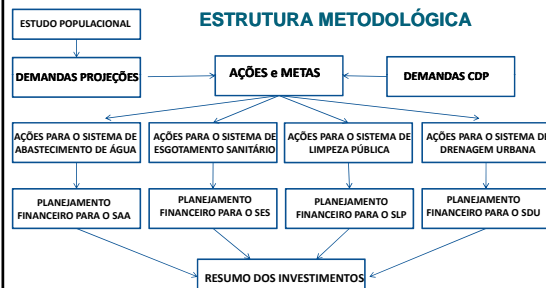 ESTRUTURA METODOLÓGICA
ESTUDO POPULACIONAL
DEMANDAS PROJEÇÕES
AÇÕES e METAS
DEMANDAS CDP
AÇÕES PARA O SISTEMA DE
ABASTECIMENTO DE ÁGUA
AÇÕES PARA O SISTEMA DE
ESGOTAMENTO SANITÁRIO
AÇÕES PARA O SISTEMA DE
LIMPEZA PÚBLICA
AÇÕES PARA O SISTEMA DE
DRENAGEM URBANA
PLANEJAMENTO
FINANCEIRO PARA O SAA
PLANEJAMENTO
FINANCEIRO PARA O SES
PLANEJAMENTO
FINANCEIRO PARA O SLP
PLANEJAMENTO
FINANCEIRO PARA O SDU
RESUMO DOS INVESTIMENTOS